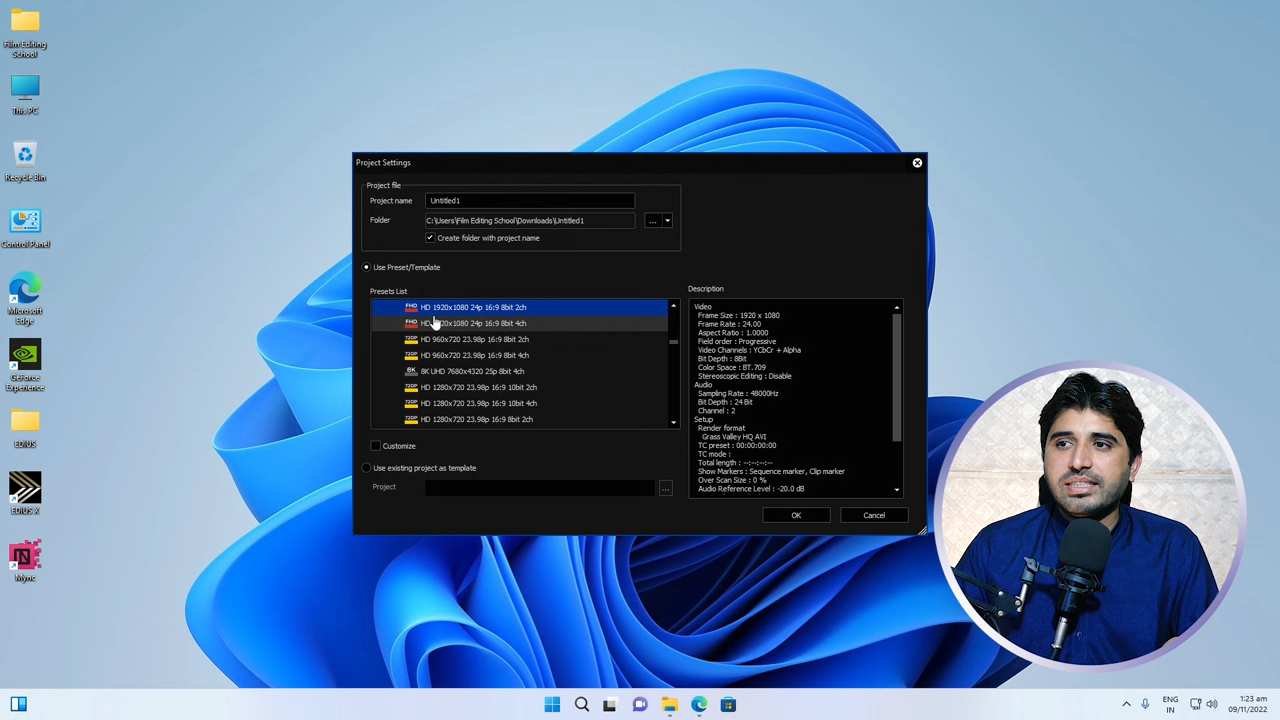 Film Editing
School
This PC
Recycle Bin
Control Panel
Microsoft
Edge
GeForce
Experience
EDIUS
EDIUS X
Mync
Project Settings
Project file
Project name
Untitled1
Folder
C:\Users\Film Editing School\Downloads\Untitled1
...
Create folder with project name
Use Preset/Template
Presets List
FHD HD 1920x1080 24p 16:9 8bit 2ch
FHD HD 1920x1080 24p 16:9 8bit 4ch
720P HD 960x720 23.98p 16:9 8bit 2ch
720P HD 960x720 23.98p 16:9 8bit 4ch
8K 8K UHD 7680x4320 25p 8bit 4ch
720P HD 1280x720 23.98p 16:9 10bit 2ch
720P HD 1280x720 23.98p 16:9 10bit 4ch
720P HD 1280x720 23.98p 16:9 8bit 2ch
Customize
Use existing project as template
Project
...
Description
Video
Frame Size : 1920 x 1080
Frame Rate : 24.00
Aspect Ratio : 1.0000
Field order : Progressive
Video Channels : YCbCr + Alpha
Bit Depth : 8Bit
Color Space : BT.709
Stereoscopic Editing : Disable
Audio
Sampling Rate : 48000Hz
Bit Depth : 24 Bit
Channel : 2
Setup
Render format
Grass Valley HQ AVI
TC preset : 00:00:00:00
TC mode :
Total length : --:--:--:--
Show Markers : Sequence marker, Clip marker
Over Scan Size : 0 %
Audio Reference Level : -20.0 dB
OK
Cancel
ENG
IN
1:23 am
09/11/2022